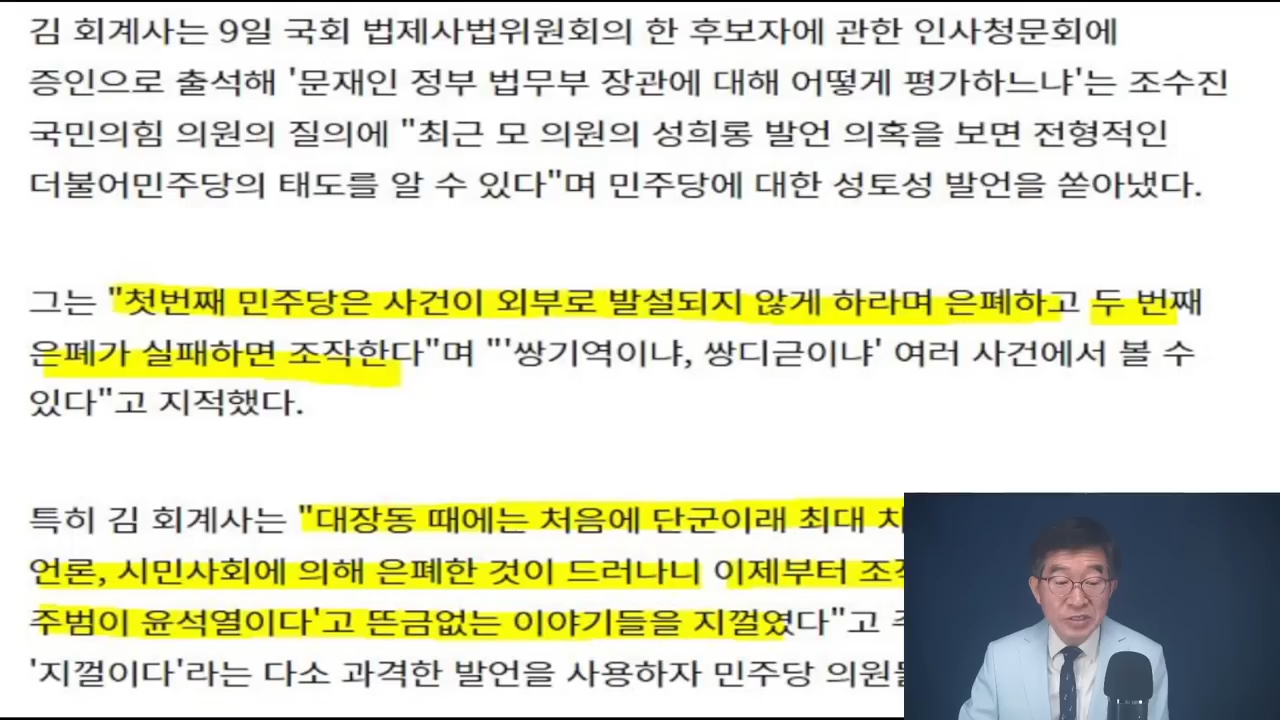 김 회계사는 9일 국회 법제사법위원회의 한 후보자에 관한 인사청문회에
증인으로 출석해 '문재인 정부 법무부 장관에 대해 어떻게 평가하느냐'는 조수진
국민의힘 의원의 질의에 "최근 모 의원의 성희롱 발언 의혹을 보면 전형적인
더불어민주당의 태도를 알 수 있다"며 민주당에 대한 성토성 발언을 쏟아냈다.
그는 "첫번째 민주당은 사건이 외부로 발설되지 않게 하라며 은폐하고 두 번째
은폐가 실패하면 조작한다"며 "'쌍기역이냐, 쌍디귿이냐' 여러 사건에서 볼 수
있다"고 지적했다.
특히 김 회계사는 "대장동 때에는 처음에 단군이래 최대
언론, 시민사회에 의해 은폐한 것이 드러나니 이제부터
주범이 윤석열이다'고 뜬금없는 이야기들을 지껄였다"고
'지껄이다'라는 다소 과격한 발언을 사용하자 민주당